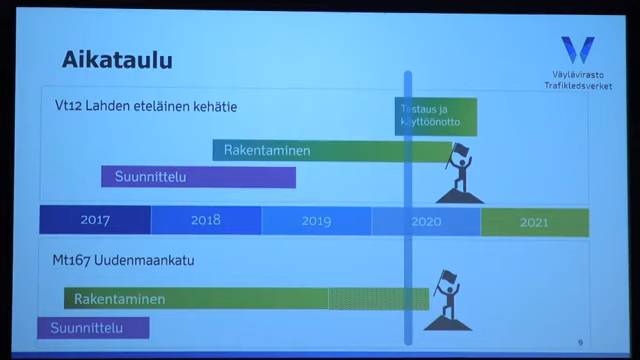 Aikataulu
Väylävirasto
Trafikledsverket
Vt12 Lahden eteläinen kehätie
Testaus ja
käyttöönotto
Rakentaminen
Suunnittelu
2017 2018 2019 2020 2021
Mt167 Uudenmaankatu
Rakentaminen
Suunnittelu
9